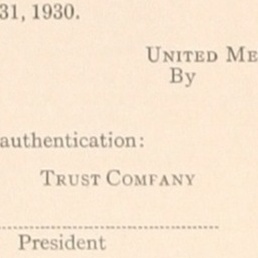 31, 1930.
UNITED ME
By
authentication:
TRUST COMPANY
President